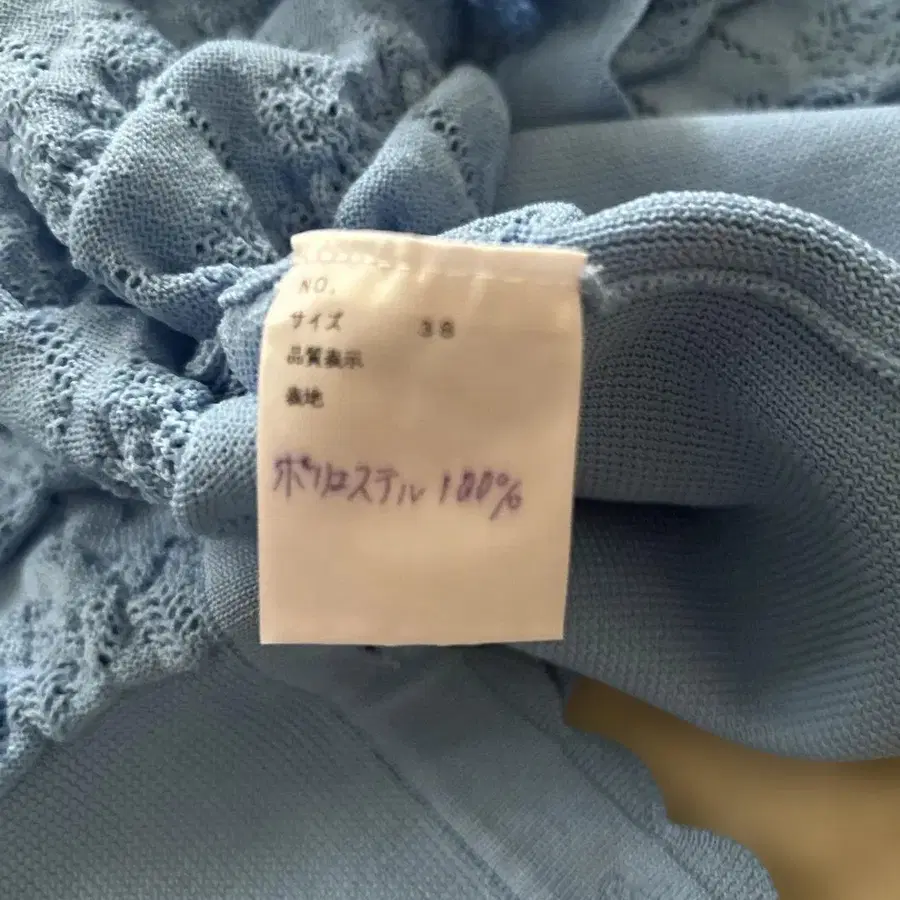 NO.
サイズ 38
品質表示
表地
ポリエステル 100%